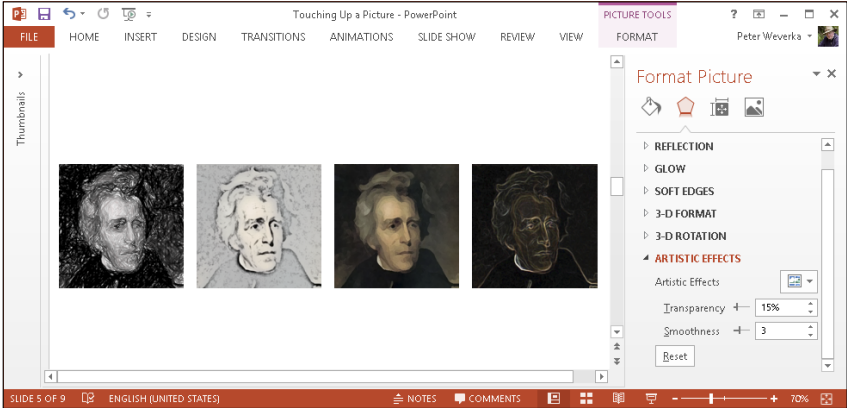 Touching Up a Picture - PowerPoint
PICTURE TOOLS
?
FILE HOME INSERT DESIGN TRANSITIONS ANIMATIONS SLIDE SHOW REVIEW VIEW FORMAT Peter Weverka
Thumbnails
Format Picture
REFLECTION
GLOW
SOFT EDGES
3-D FORMAT
3-D ROTATION
ARTISTIC EFFECTS
Artistic Effects
Transparency 15%
Smoothness 3
Reset
SLIDE 5 OF 9 ENGLISH (UNITED STATES) NOTES COMMENTS 70%